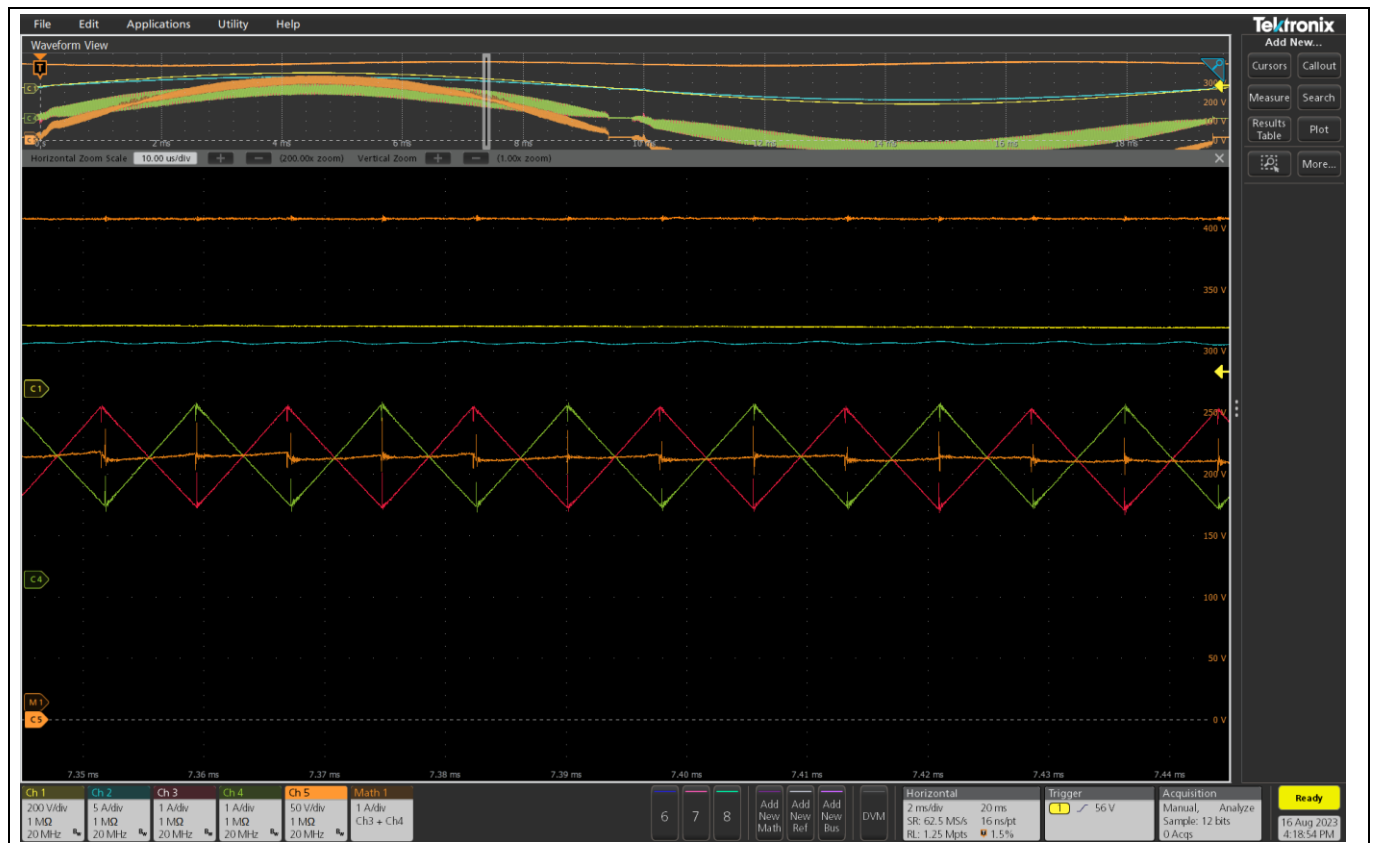 File Edit Applications Utility Help
Tektronix
Waveform View
Add New...
Cursors Callout
Measure Search
Results Table Plot
More...
T
C1
C4
C5
300
200 V
0 V
2 ms 4 ms 6 ms 8 ms 10 ms 12 ms 14 ms 16 ms 18 ms
Horizontal Zoom Scale 10.00 us/div + − (200.00x zoom) Vertical Zoom + − (1.00x zoom)
400 V
350 V
300 V
C1
250 V
200 V
150 V
C4
100 V
50 V
M1
C5
0 V
7.35 ms 7.36 ms 7.37 ms 7.38 ms 7.39 ms 7.40 ms 7.41 ms 7.42 ms 7.43 ms 7.44 ms
Ch 1
200 V/div
1 MΩ
20 MHz
Ch 2
5 A/div
1 MΩ
20 MHz
Ch 3
1 A/div
1 MΩ
20 MHz
Ch 4
1 A/div
1 MΩ
20 MHz
Ch 5
50 V/div
1 MΩ
20 MHz
Math 1
1 A/div
Ch3 + Ch4
6 7 8
Add New Math
Add New Ref
Add New Bus
DVM
Horizontal
2 ms/div 20 ms
SR: 62.5 MS/s 16 ns/pt
RL: 1.25 Mpts 1.5%
Trigger
1 56 V
Acquisition
Manual, Analyze
Sample: 12 bits
0 Acqs
Ready
16 Aug 2023
4:18:54 PM